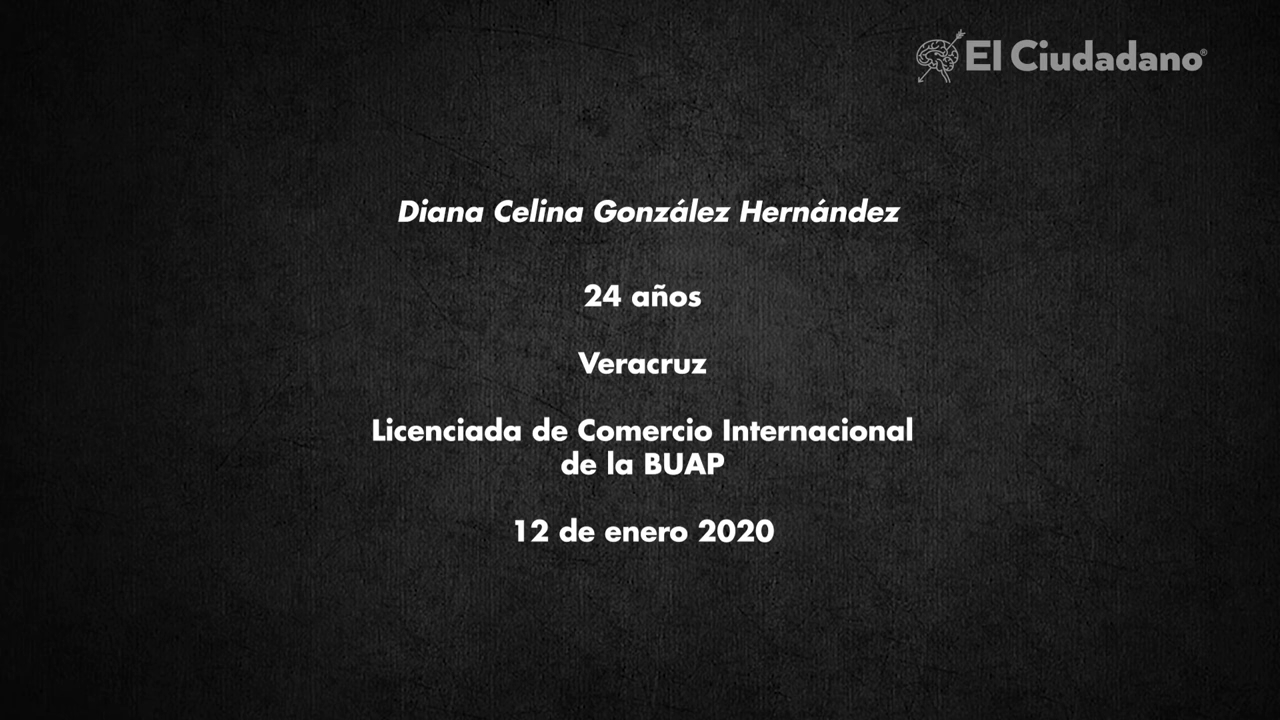 El Ciudadano®
Diana Celina González Hernández
24 años
Veracruz
Licenciada de Comercio Internacional
de la BUAP
12 de enero 2020